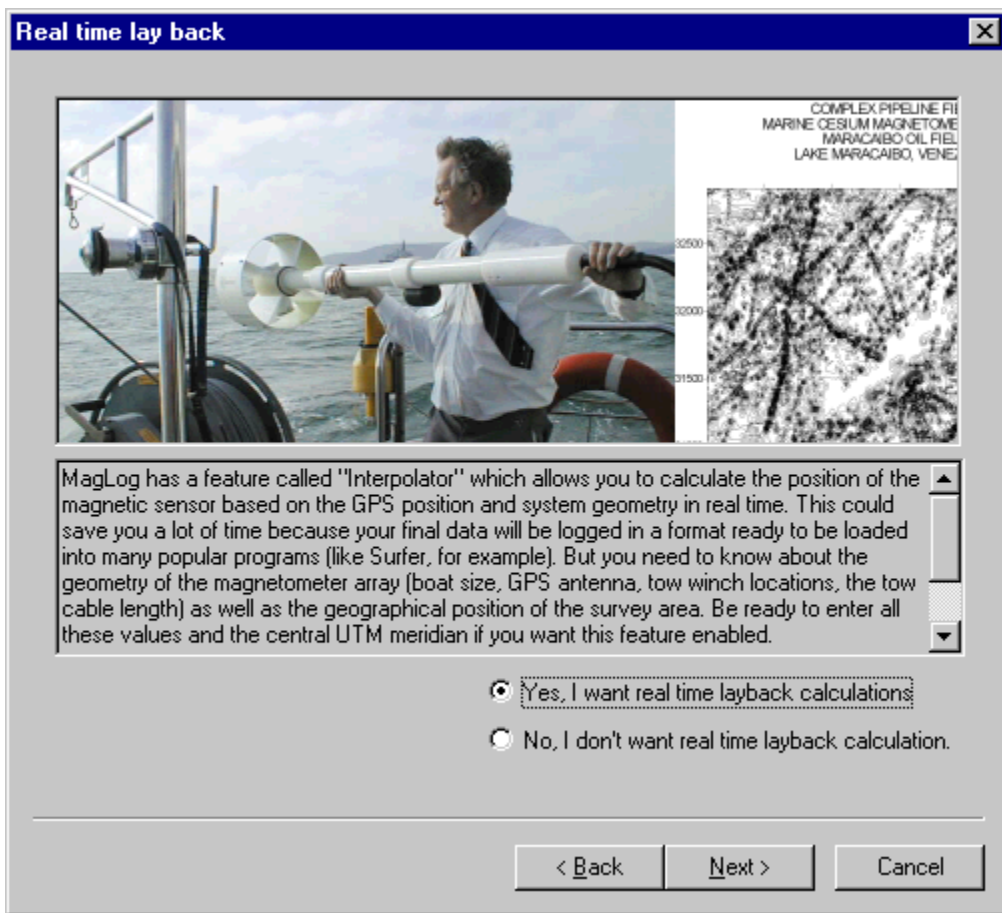 Real time lay back
COMPLEX PIPELINE FII
MARINE CESIUM MAGNETOME
MARACAIBO OIL FIEL
LAKE MARACAIBO, VENEZ
32500
32000
31500
MagLog has a feature called "Interpolator" which allows you to calculate the position of the
magnetic sensor based on the GPS position and system geometry in real time. This could
save you a lot of time because your final data will be logged in a format ready to be loaded
into many popular programs (like Surfer, for example). But you need to know about the
geometry of the magnetometer array (boat size, GPS antenna, tow winch locations, the tow
cable length) as well as the geographical position of the survey area. Be ready to enter all
these values and the central UTM meridian if you want this feature enabled.
Yes, I want real time layback calculations
No, I don't want real time layback calculation.
< Back
Next >
Cancel